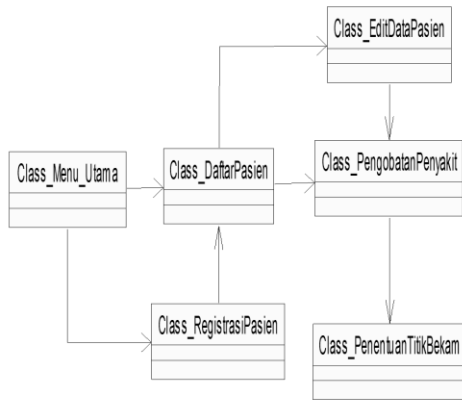 Class_EditDataPasien
Class_Menu_Utama
Class_DaftarPasien
Class_PengobatanPenyakit
Class_RegistrasiPasien
Class_PenentuanTitikBekam